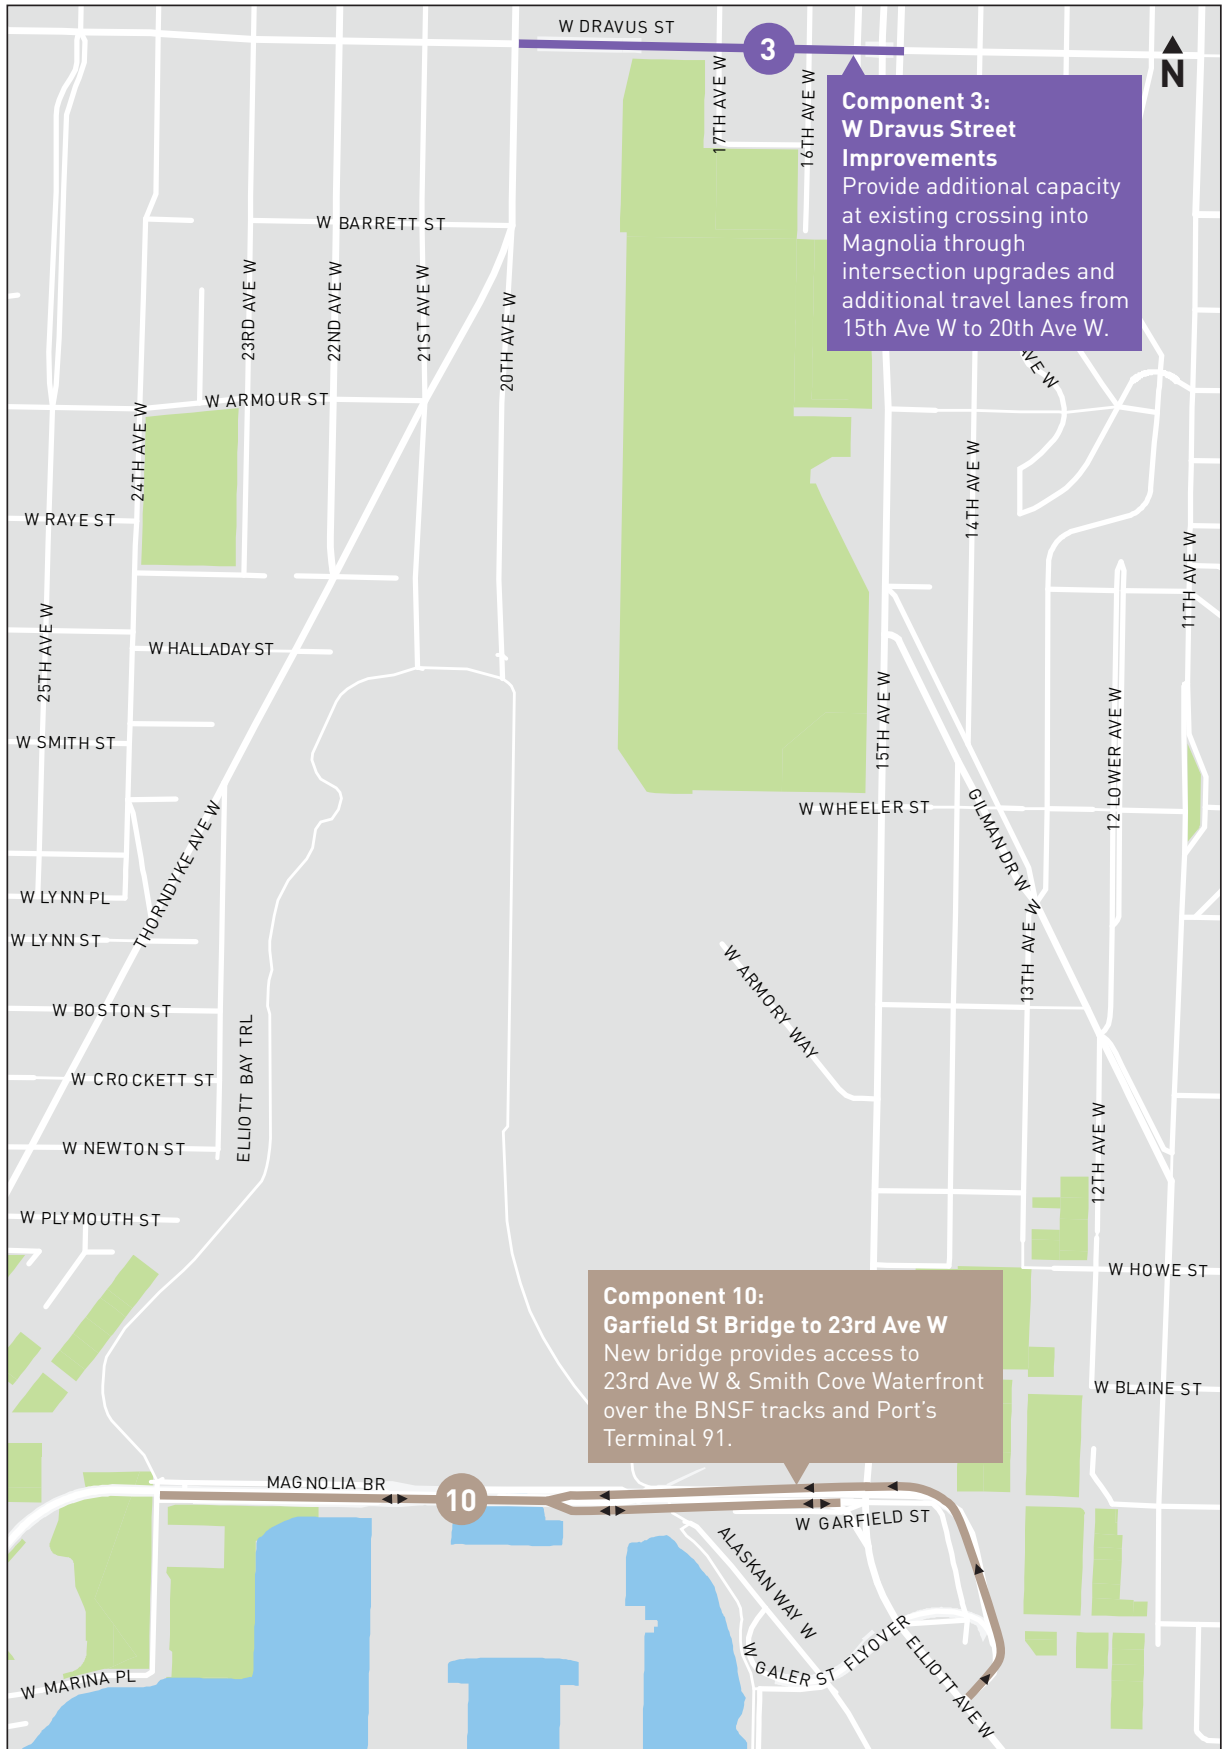 W DRAVUS ST
3
N
17TH AVE W
16TH AVE W
Component 3:
W Dravus Street
Improvements
Provide additional capacity
at existing crossing into
Magnolia through
intersection upgrades and
additional travel lanes from
15th Ave W to 20th Ave W.
W BARRETT ST
23RD AVE W
22ND AVE W
21ST AVE W
20TH AVE W
AVE W
W ARMOUR ST
24TH AVE W
14TH AVE W
W RAYE ST
11TH AVE W
25TH AVE W
W HALLADAY ST
15TH AVE W
12 LOWER AVE W
W SMITH ST
W WHEELER ST
GILMAN DR W
THORNDYKE AVE W
W LYNN PL
W LYNN ST
13TH AVE W
W ARMORY WAY
W BOSTON ST
ELLIOTT BAY TRL
W CROCKETT ST
12TH AVE W
W NEWTON ST
W PLYMOUTH ST
W HOWE ST
Component 10:
Garfield St Bridge to 23rd Ave W
New bridge provides access to
23rd Ave W & Smith Cove Waterfront
over the BNSF tracks and Port’s
Terminal 91.
W BLAINE ST
MAGNOLIA BR
10
W GARFIELD ST
ALASKAN WAY W
W GALER ST FLYOVER
ELLIOTT AVE W
W MARINA PL